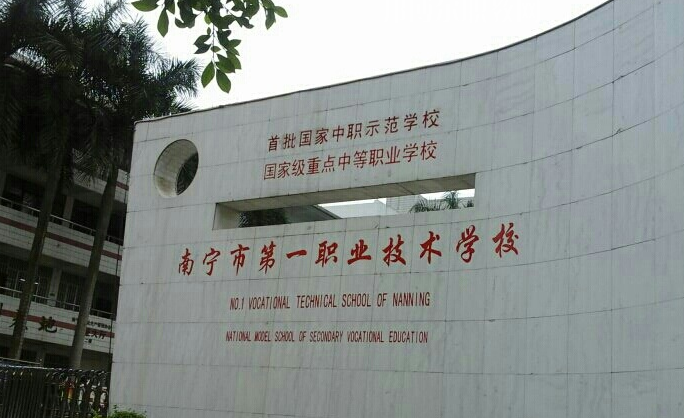 首批国家中职示范学校
国家级重点中等职业学校
南宁市第一职业技术学校
NO.1 VOCATIONAL TECHNICAL SCHOOL OF NANNING
NATIONAL MODEL SCHOOL OF SECONDARY VOCATIONAL EDUCATION
地